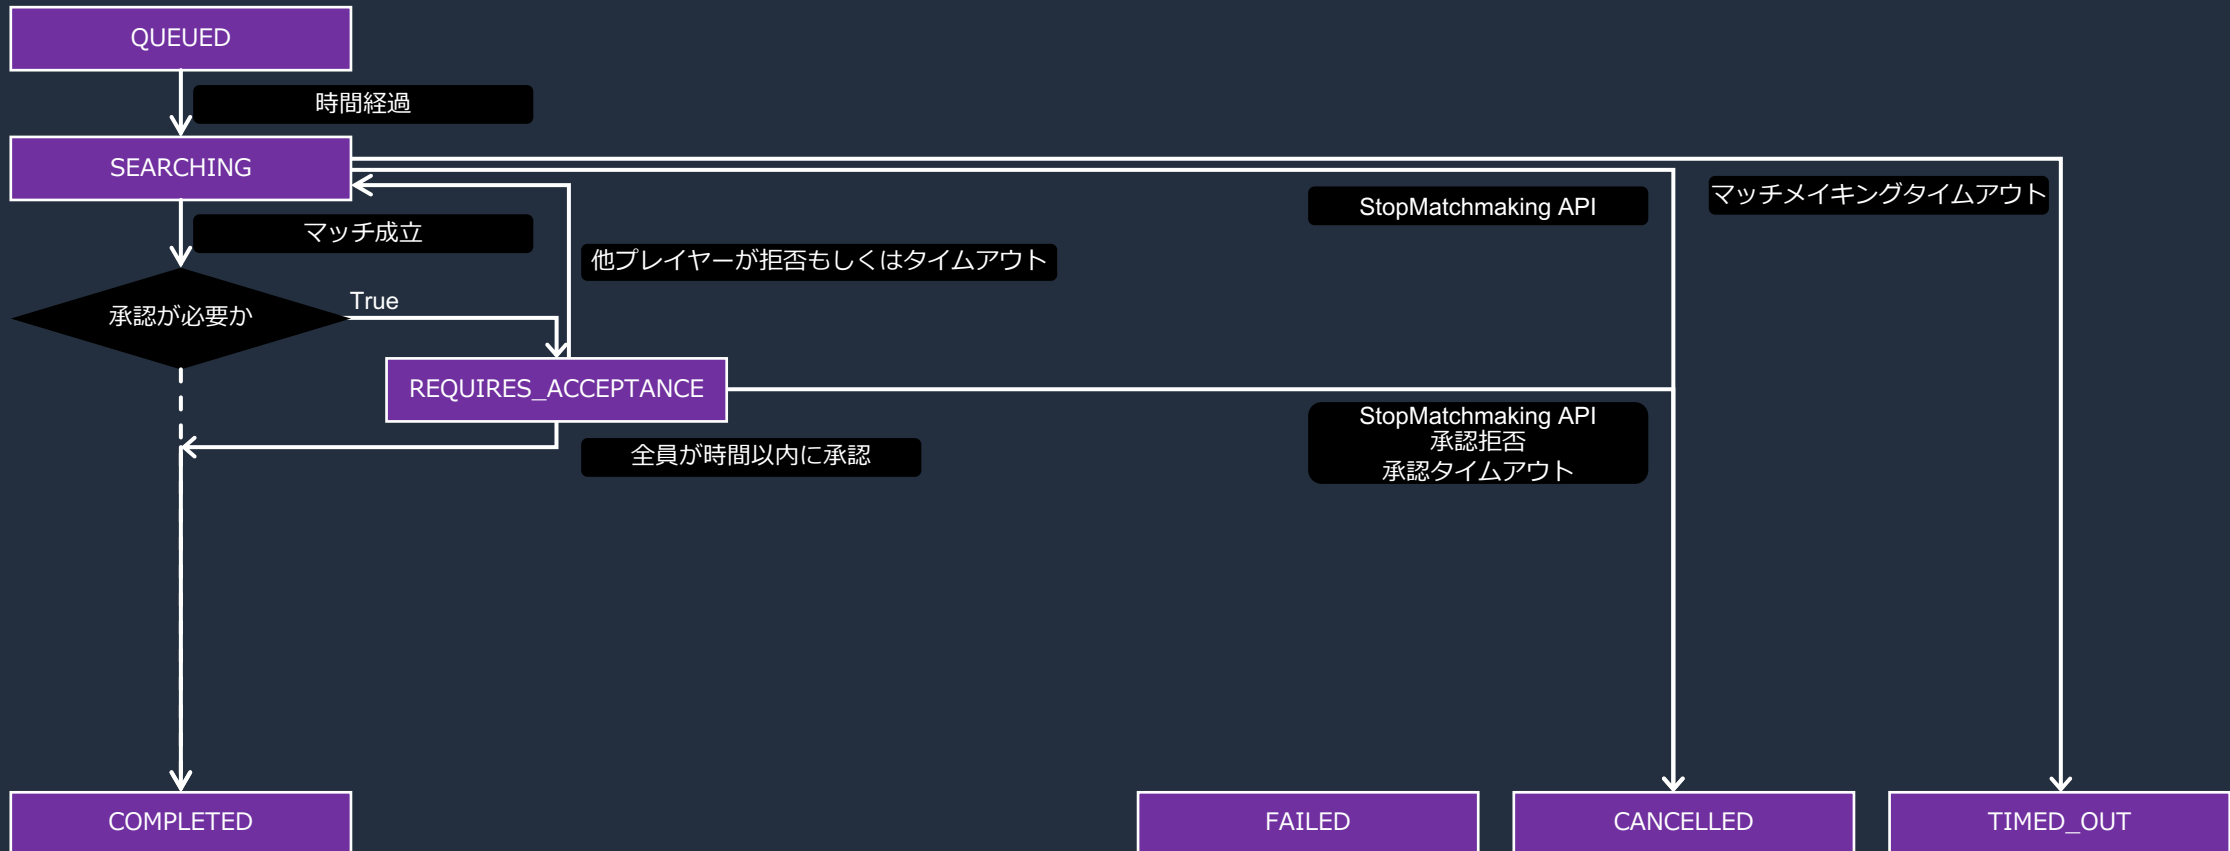 QUEUED
時間経過
SEARCHING
StopMatchmaking API
マッチメイキングタイムアウト
マッチ成立
他プレイヤーが拒否もしくはタイムアウト
True
承認が必要か
REQUIRES_ACCEPTANCE
全員が時間以内に承認
StopMatchmaking API
承認拒否
承認タイムアウト
COMPLETED
FAILED
CANCELLED
TIMED_OUT